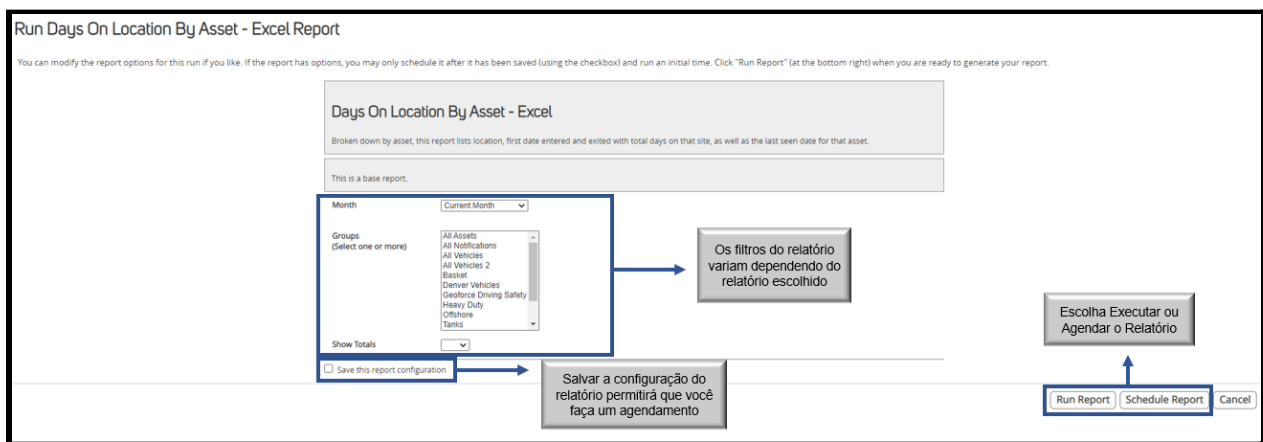 Run Days On Location By Asset - Excel Report
You can modify the report options for this run if you like. If the report has options, you may only schedule it after it has been saved (using the checkbox) and run an initial time. Click "Run Report" (at the bottom right) when you are ready to generate your report.
Days On Location By Asset - Excel
Broken down by asset, this report lists location, first date entered and exited with total days on that site, as well as the last seen date for that asset.
This is a base report.
Month
Current Month
Groups
(Select one or more)
All Assets
All Notifications
All Vehicles
All Vehicles 2
Basket
Denver Vehicles
Geoforce Driving Safety
Heavy Duty
Offshore
Tanks
Os filtros do relatório
variam dependendo do
relatório escolhido
Show Totals
Save this report configuration
Salvar a configuração do
relatório permitirá que você
faça um agendamento
Escolha Executar ou
Agendar o Relatório
Run Report
Schedule Report
Cancel